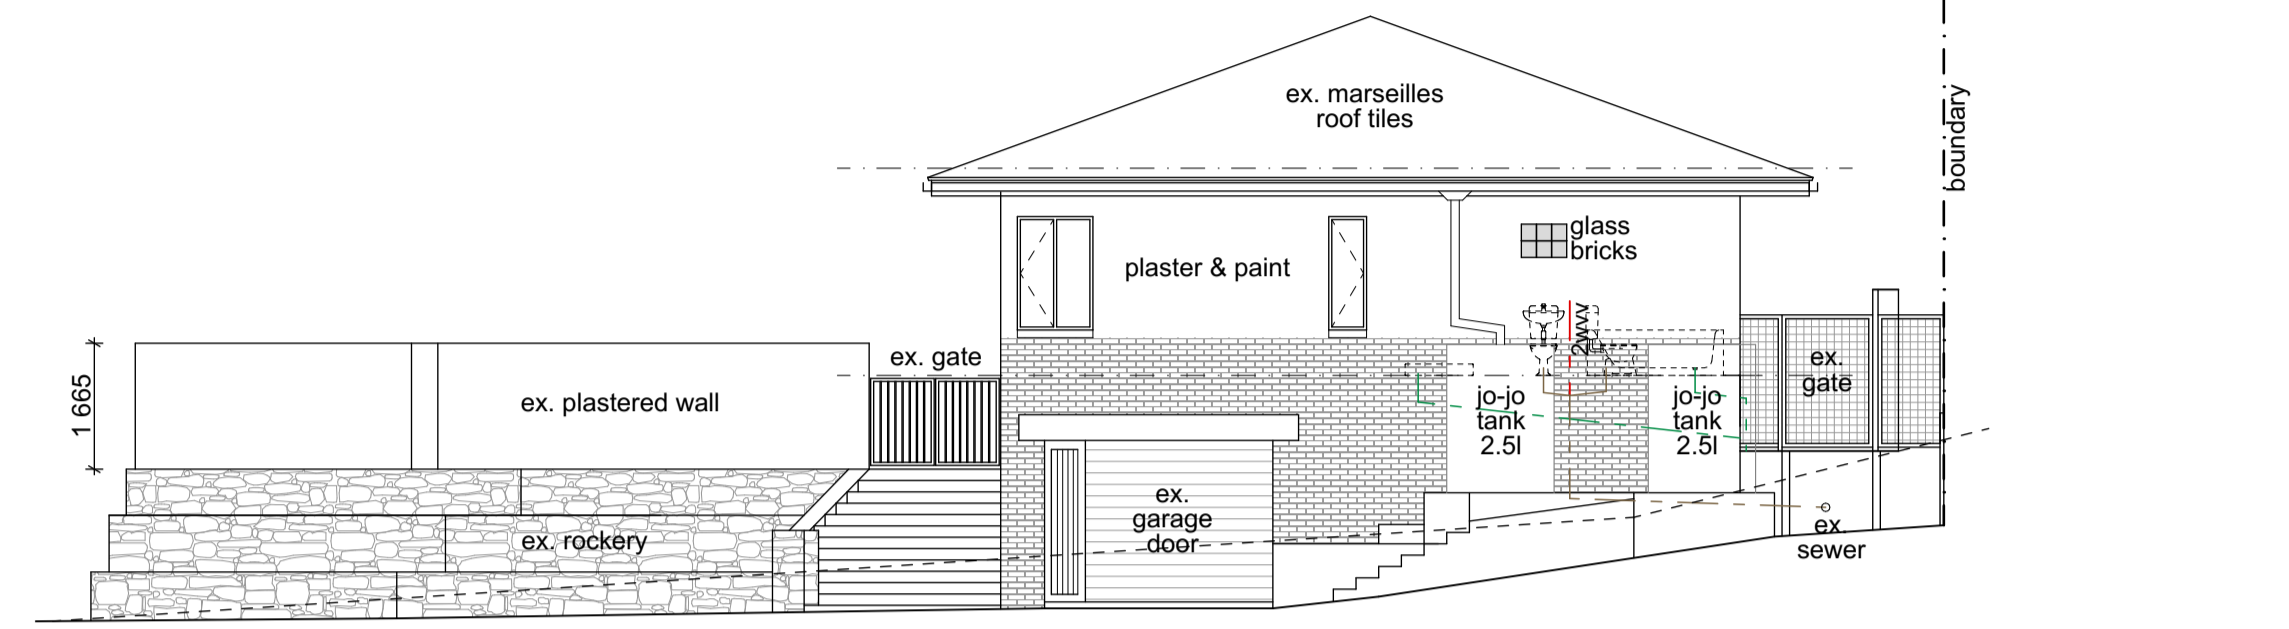 ex. marseilles
roof tiles
boundary
glass
bricks
plaster & paint
2wvv
ex. gate
ex.
gate
1 665
ex. plastered wall
jo-jo
tank
2.5l
jo-jo
tank
2.5l
ex.
garage
door
ex. rockery
ex.
sewer